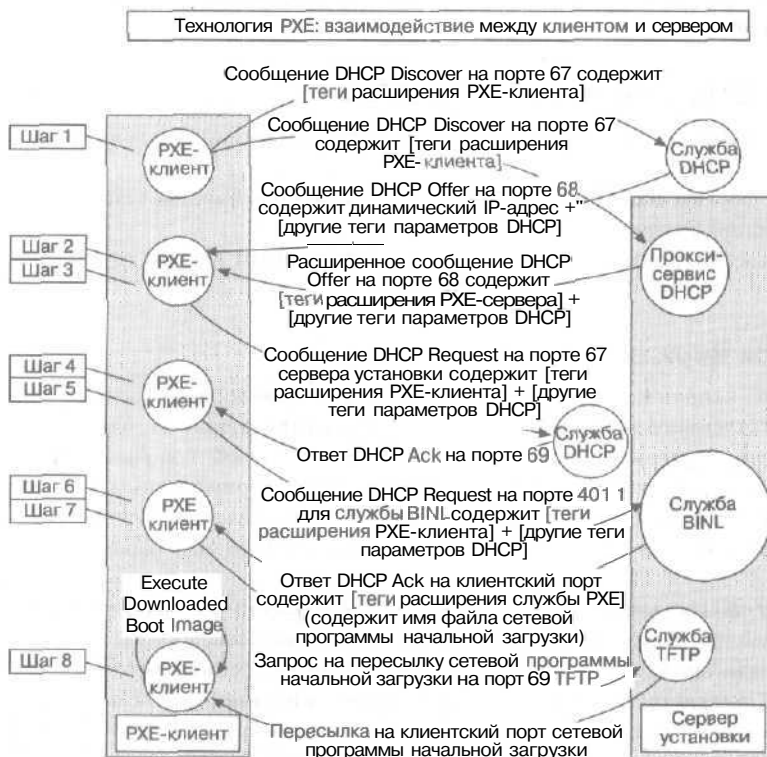 Технология PXE: взаимодействие между клиентом и сервером
Сообщение DHCP Discover на порте 67 содержит
[теги расширения PXE-клиента]
Шаг 1
PXE-
клиент
Сообщение DHCP Discover на порте 67
содержит [теги расширения
PXE-клиента]
Служба
DHCP
Сообщение DHCP Offer на порте 68
содержит динамический IP-адрес +"
[другие теги параметров DHCP]
Шаг 2
Шаг 3
PXE-
клиент
Расширенное сообщение DHCP
Offer на порте 68 содержит
[теги расширения PXE-сервера] +
[другие теги параметров DHCP]
Прокси-
сервис
DHCP
Сообщение DHCP Request на порте 67
сервера установки содержит [теги
расширения PXE-клиента] + [другие
теги параметров DHCP]
Шаг 4
Шаг 5
PXE-
клиент
Ответ DHCP Ack на порте 69
Служба
DHCP
Шаг 6
Шаг 7
PXE
клиент
Сообщение DHCP Request на порте 401 1
для службы BINL содержит [теги
расширения PXE-клиента] + [другие теги
параметров DHCP]
Служба
BINL
Ответ DHCP Ack на клиентский порт
содержит [теги расширения службы PXE]
(содержит имя файла сетевой
программы начальной загрузки)
Execute
Downloaded
Boot Image
Шаг 8
PXE-
клиент
Запрос на пересылку сетевой программы
начальной загрузки на порт 69 TFTP
Служба
TFTP
Пересылка на клиентский порт сетевой
программы начальной загрузки
PXE-клиент
Сервер
установки